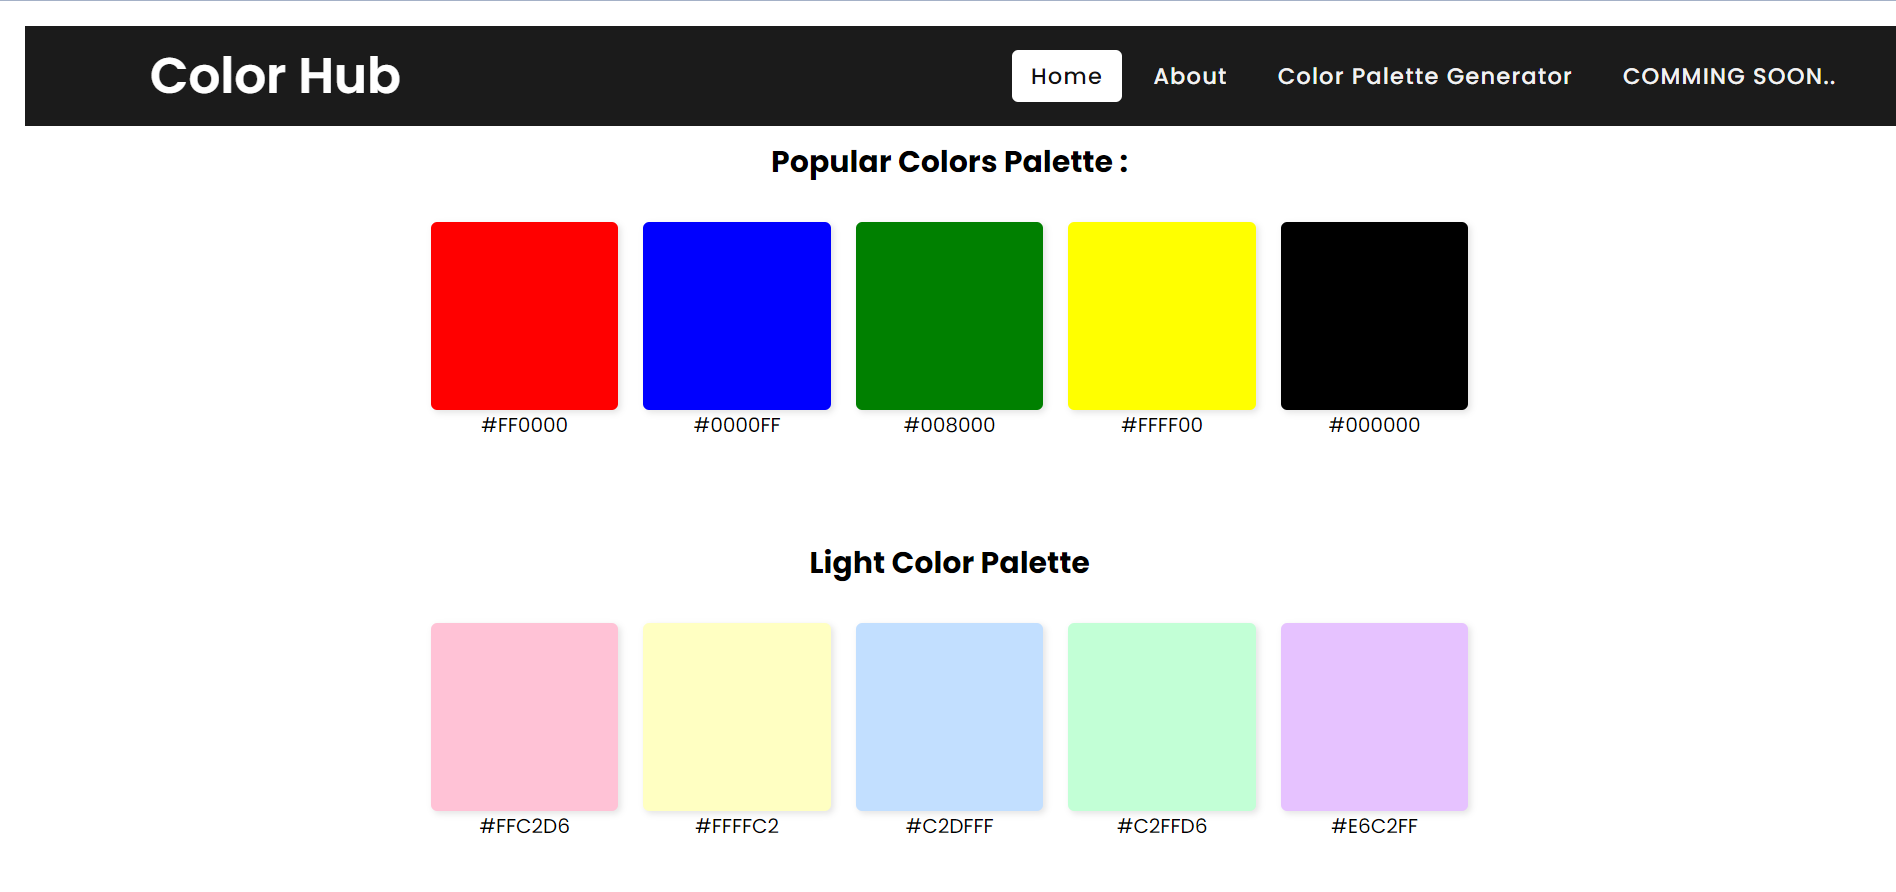 Color Hub Home About Color Palette Generator COMMING SOON..
Popular Colors Palette :
#FF0000 #0000FF #008000 #FFFF00 #000000
Light Color Palette
#FFC2D6 #FFFFC2 #C2DFFF #C2FFD6 #E6C2FF